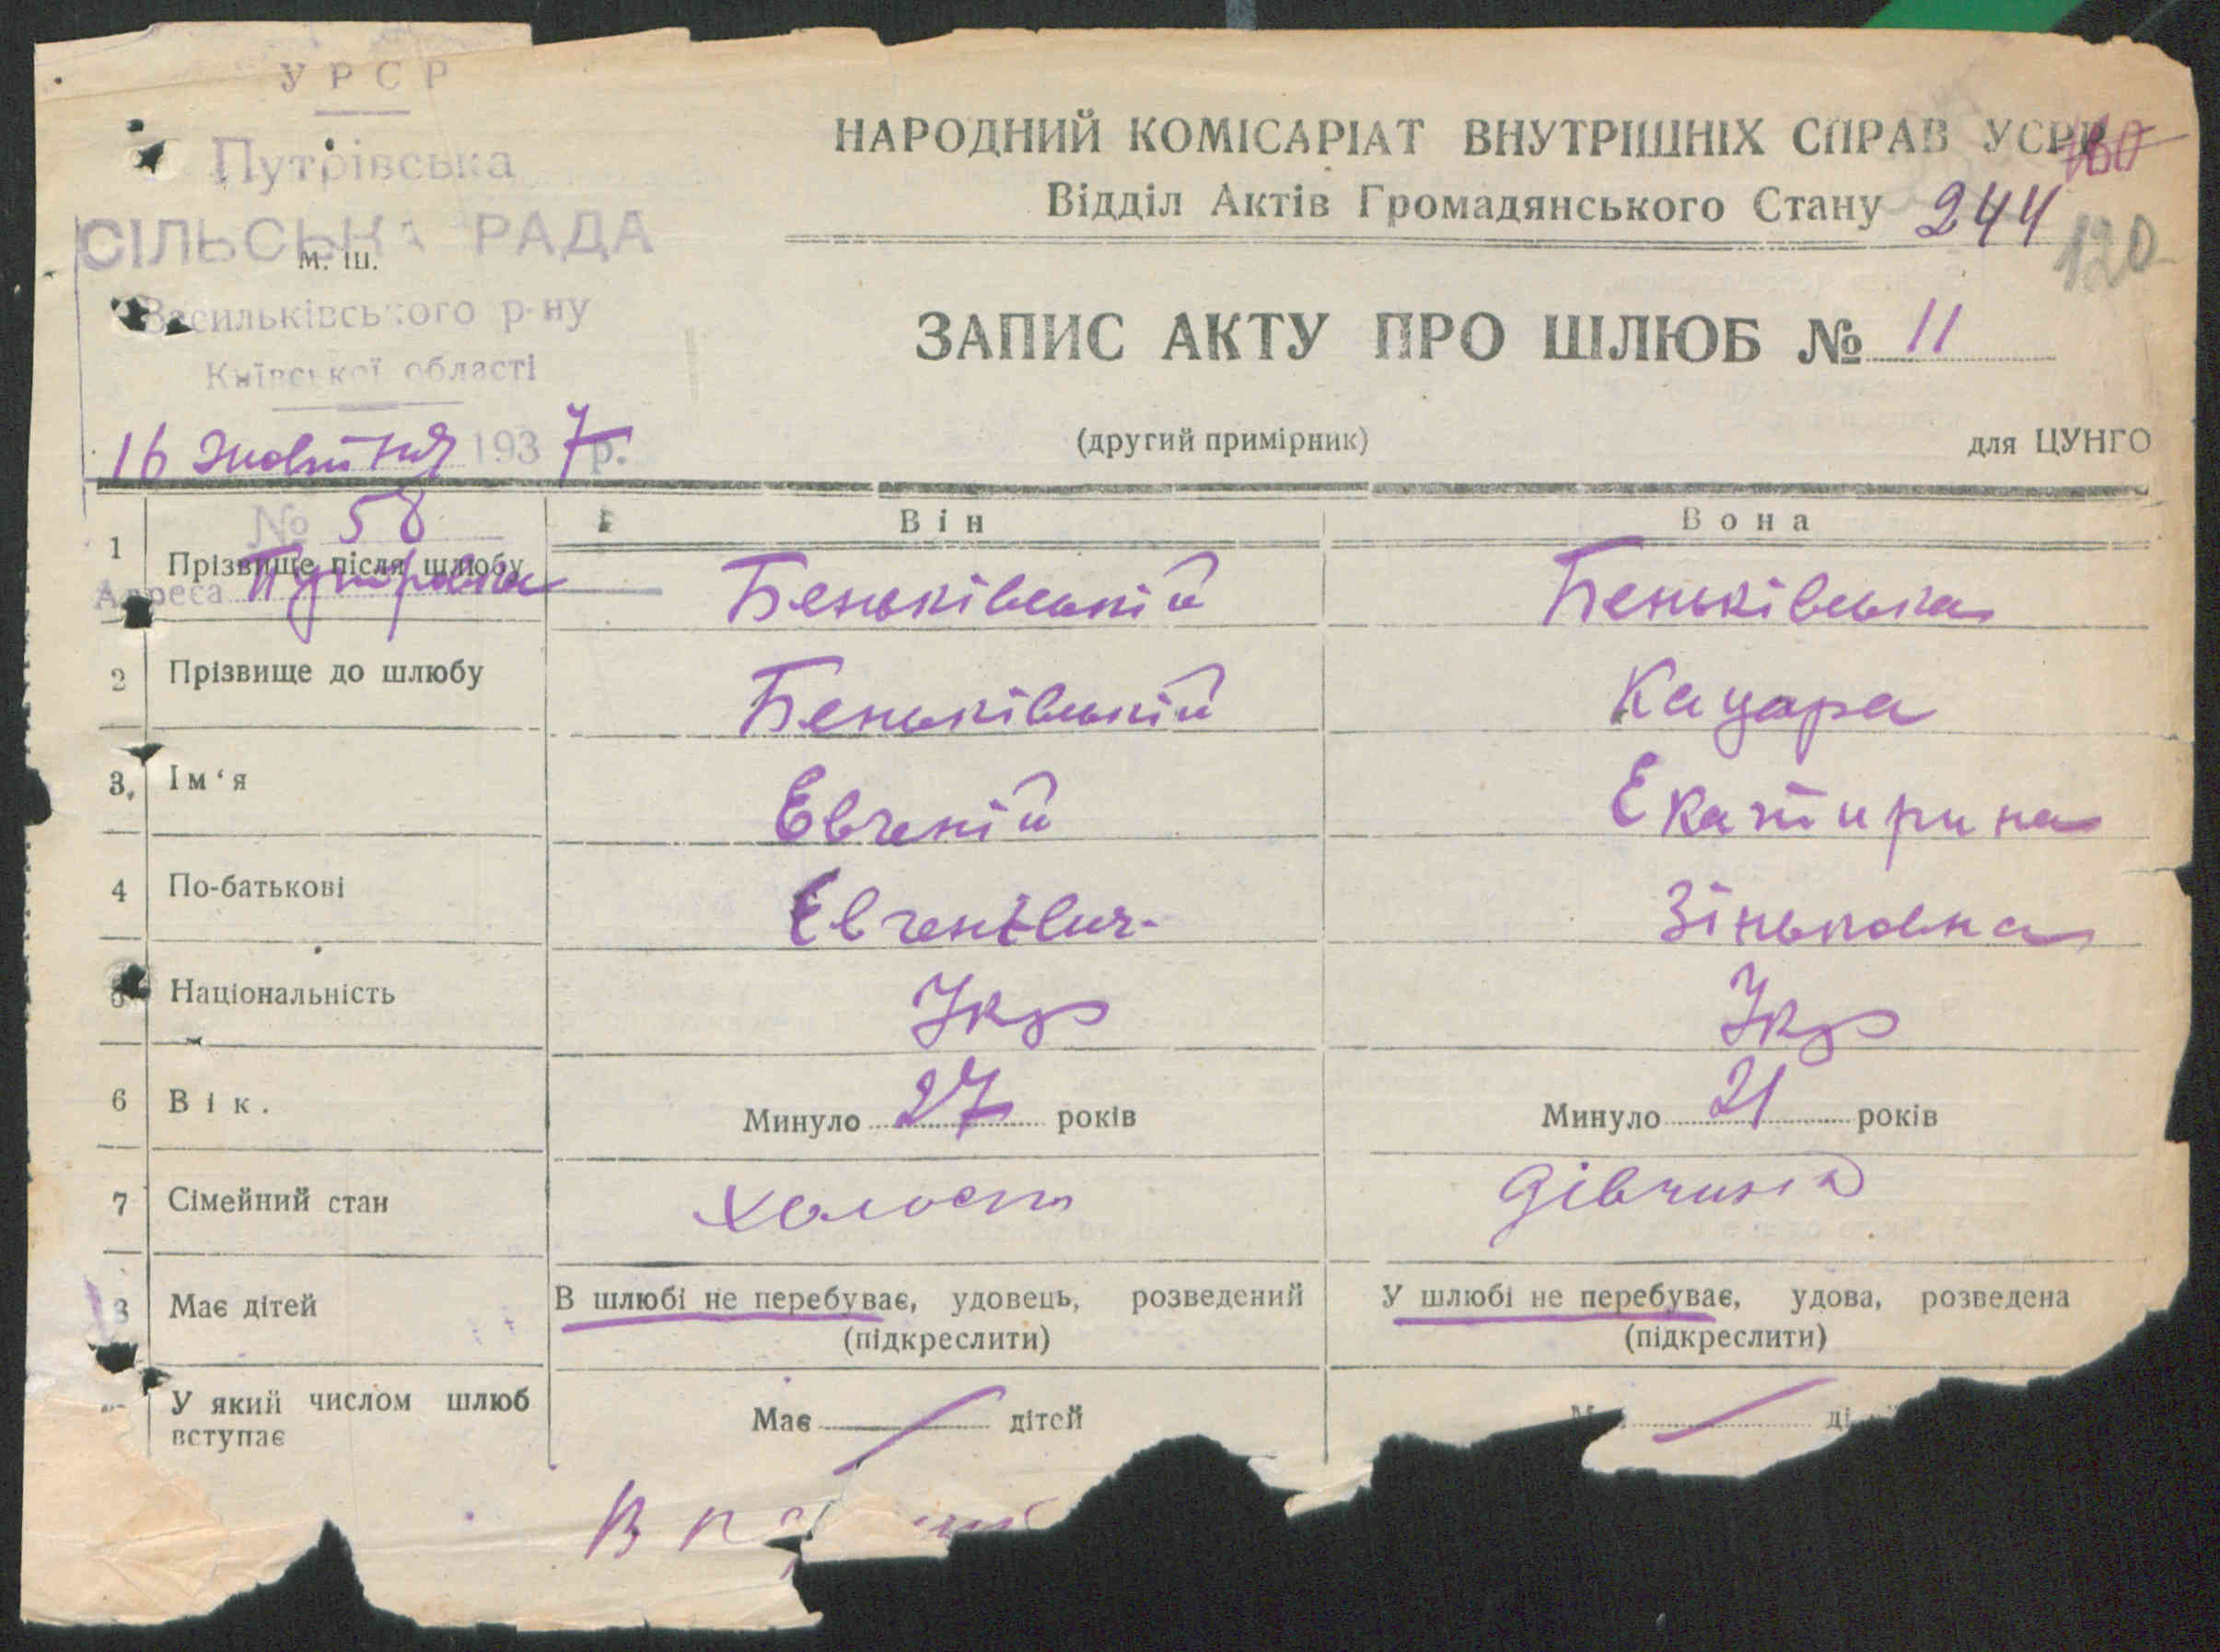 УРСР
Путрівська
СІЛЬСЬКА РАДА
м. ш.
Васильківського р-ну
Київської області
16 жовтня 1937 р.
№ 58
Адреса Путровка
НАРОДНИЙ КОМІСАРІАТ ВНУТРІШНІХ СПРАВ УСРР
160
Відділ Актів Громадянського Стану 244
120
ЗАПИС АКТУ ПРО ШЛЮБ № 11
(другий примірник) для ЦУНГО
Він Вона
1 Прізвище після шлюбу Беньківський Беньківська
2 Прізвище до шлюбу Беньківський Кацара
3. Ім‘я Евгеній Екатирина
4 По-батькові Евгенівич Зіньковна
5 Національність Укр Укр
6 Вік. Минуло 27 років Минуло 21 років
7 Сімейний стан холост дівчина
8 Має дітей В шлюбі не перебуває, удовець, розведений У шлюбі не перебуває, удова, розведена
(підкреслити) (підкреслити)
У який числом шлюб вступає Має дітей
В